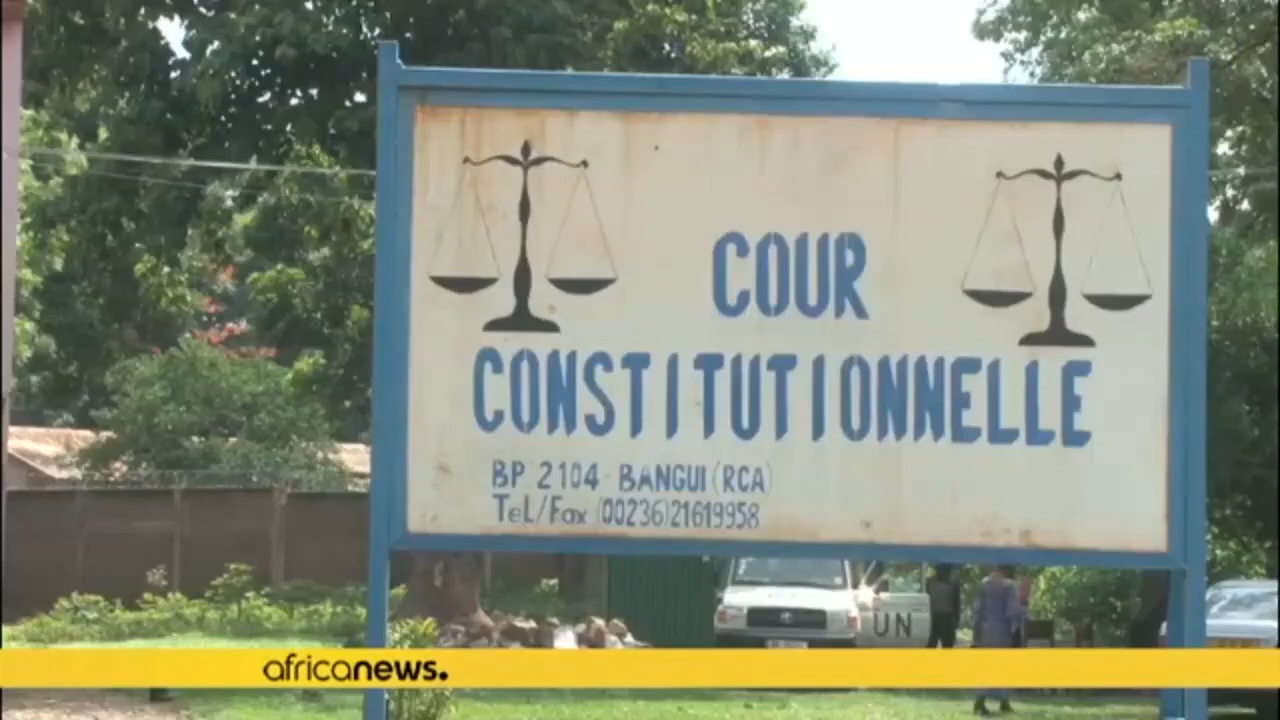 COUR
CONSTITUTIONNELLE
BP 2104 - BANGUI (RCA)
TeL/Fax (00236)21619958
UN
africanews.